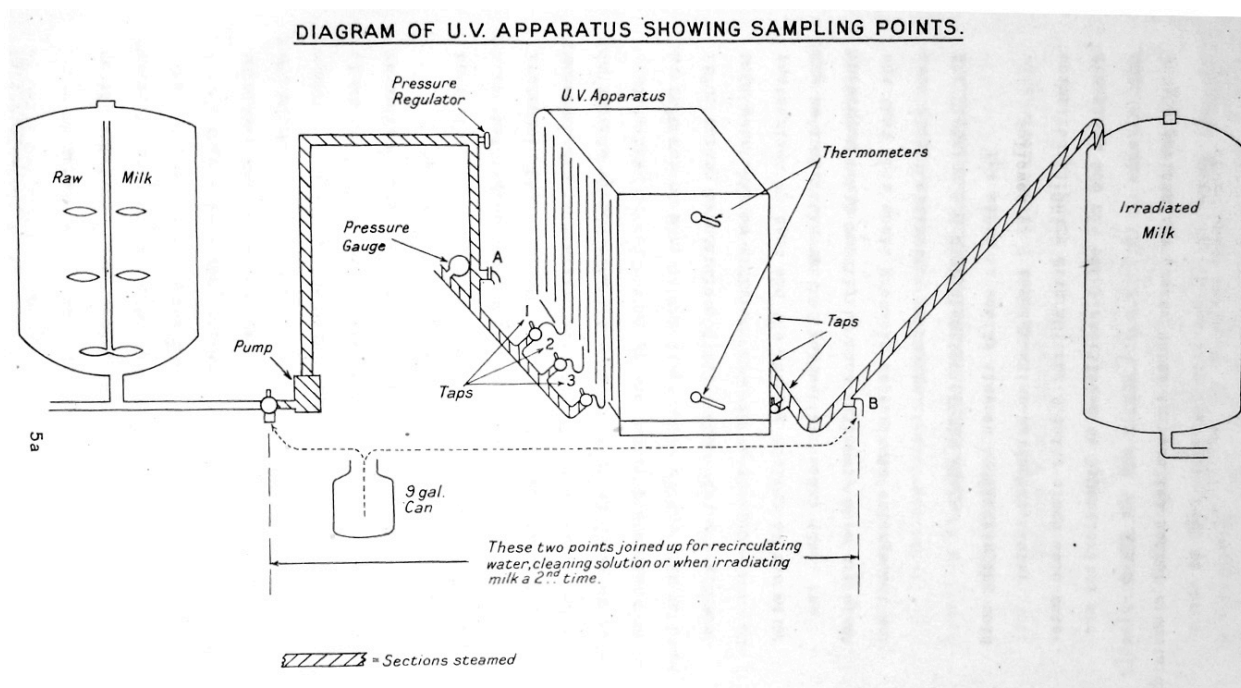 DIAGRAM OF U.V. APPARATUS SHOWING SAMPLING POINTS.
Pressure
Regulator
U.V. Apparatus
Raw Milk
Thermometers
Irradiated
Milk
Pressure
Gauge
A
1
2
3
Taps
Taps
Pump
B
5a
9 gal.
Can
These two points joined up for recirculating
water, cleaning solution or when irradiating
milk a 2nd time.
= Sections steamed